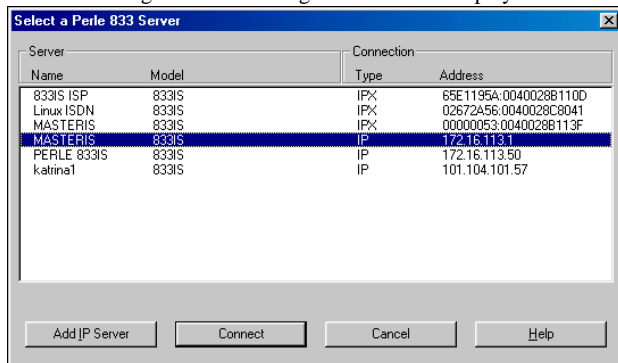 Select a Perle 833 Server
Server Connection
Name Model Type Address
833IS ISP 833IS IPX 65E1195A:0040028B110D
Linux ISDN 833IS IPX 02672A56:0040028C8041
MASTERIS 833IS IPX 00000053:0040028B113F
MASTERIS 833IS IP 172.16.113.1
PERLE 833IS 833IS IP 172.16.113.50
katrina1 833IS IP 101.104.101.57
Add IP Server Connect Cancel Help